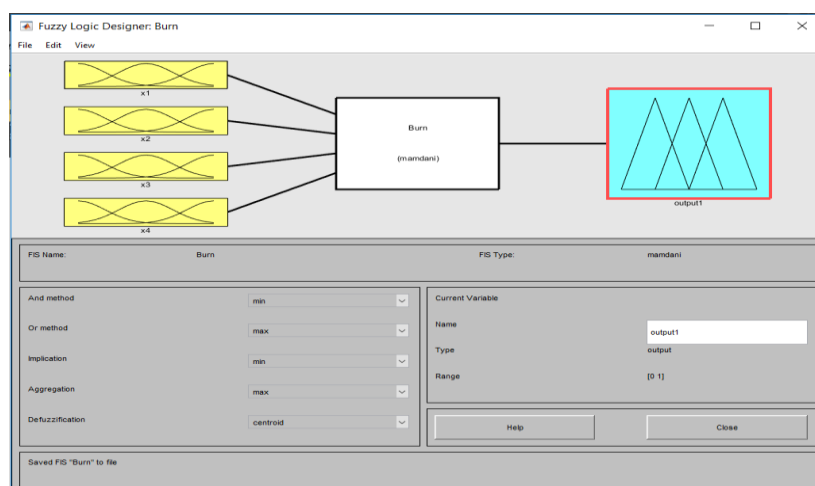 Fuzzy Logic Designer: Burn
File Edit View
x1
x2
x3
x4
Burn
(mamdani)
output1
FIS Name: Burn FIS Type: mamdani
And method min
Or method max
Implication min
Aggregation max
Defuzzification centroid
Current Variable
Name output1
Type output
Range [0 1]
Help Close
Saved FIS "Burn" to file